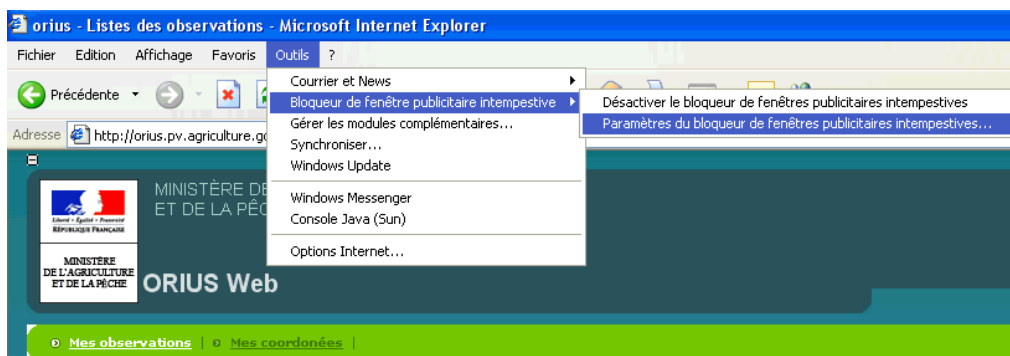 orius - Listes des observations - Microsoft Internet Explorer
Fichier Edition Affichage Favoris Outils ?
Précédente
Courrier et News
Bloqueur de fenêtre publicitaire intempestive
Désactiver le bloqueur de fenêtres publicitaires intempestives
Gérer les modules complémentaires...
Paramètres du bloqueur de fenêtres publicitaires intempestives...
Adresse http://orius.pv.agriculture.go
Synchroniser...
Windows Update
Windows Messenger
Console Java (Sun)
Options Internet...
MINISTÈRE DE
ET DE LA PÊC
Liberté • Égalité • Fraternité
RÉPUBLIQUE FRANÇAISE
MINISTÈRE
DE L'AGRICULTURE
ET DE LA PÊCHE
ORIUS Web
Mes observations | Mes coordonées |